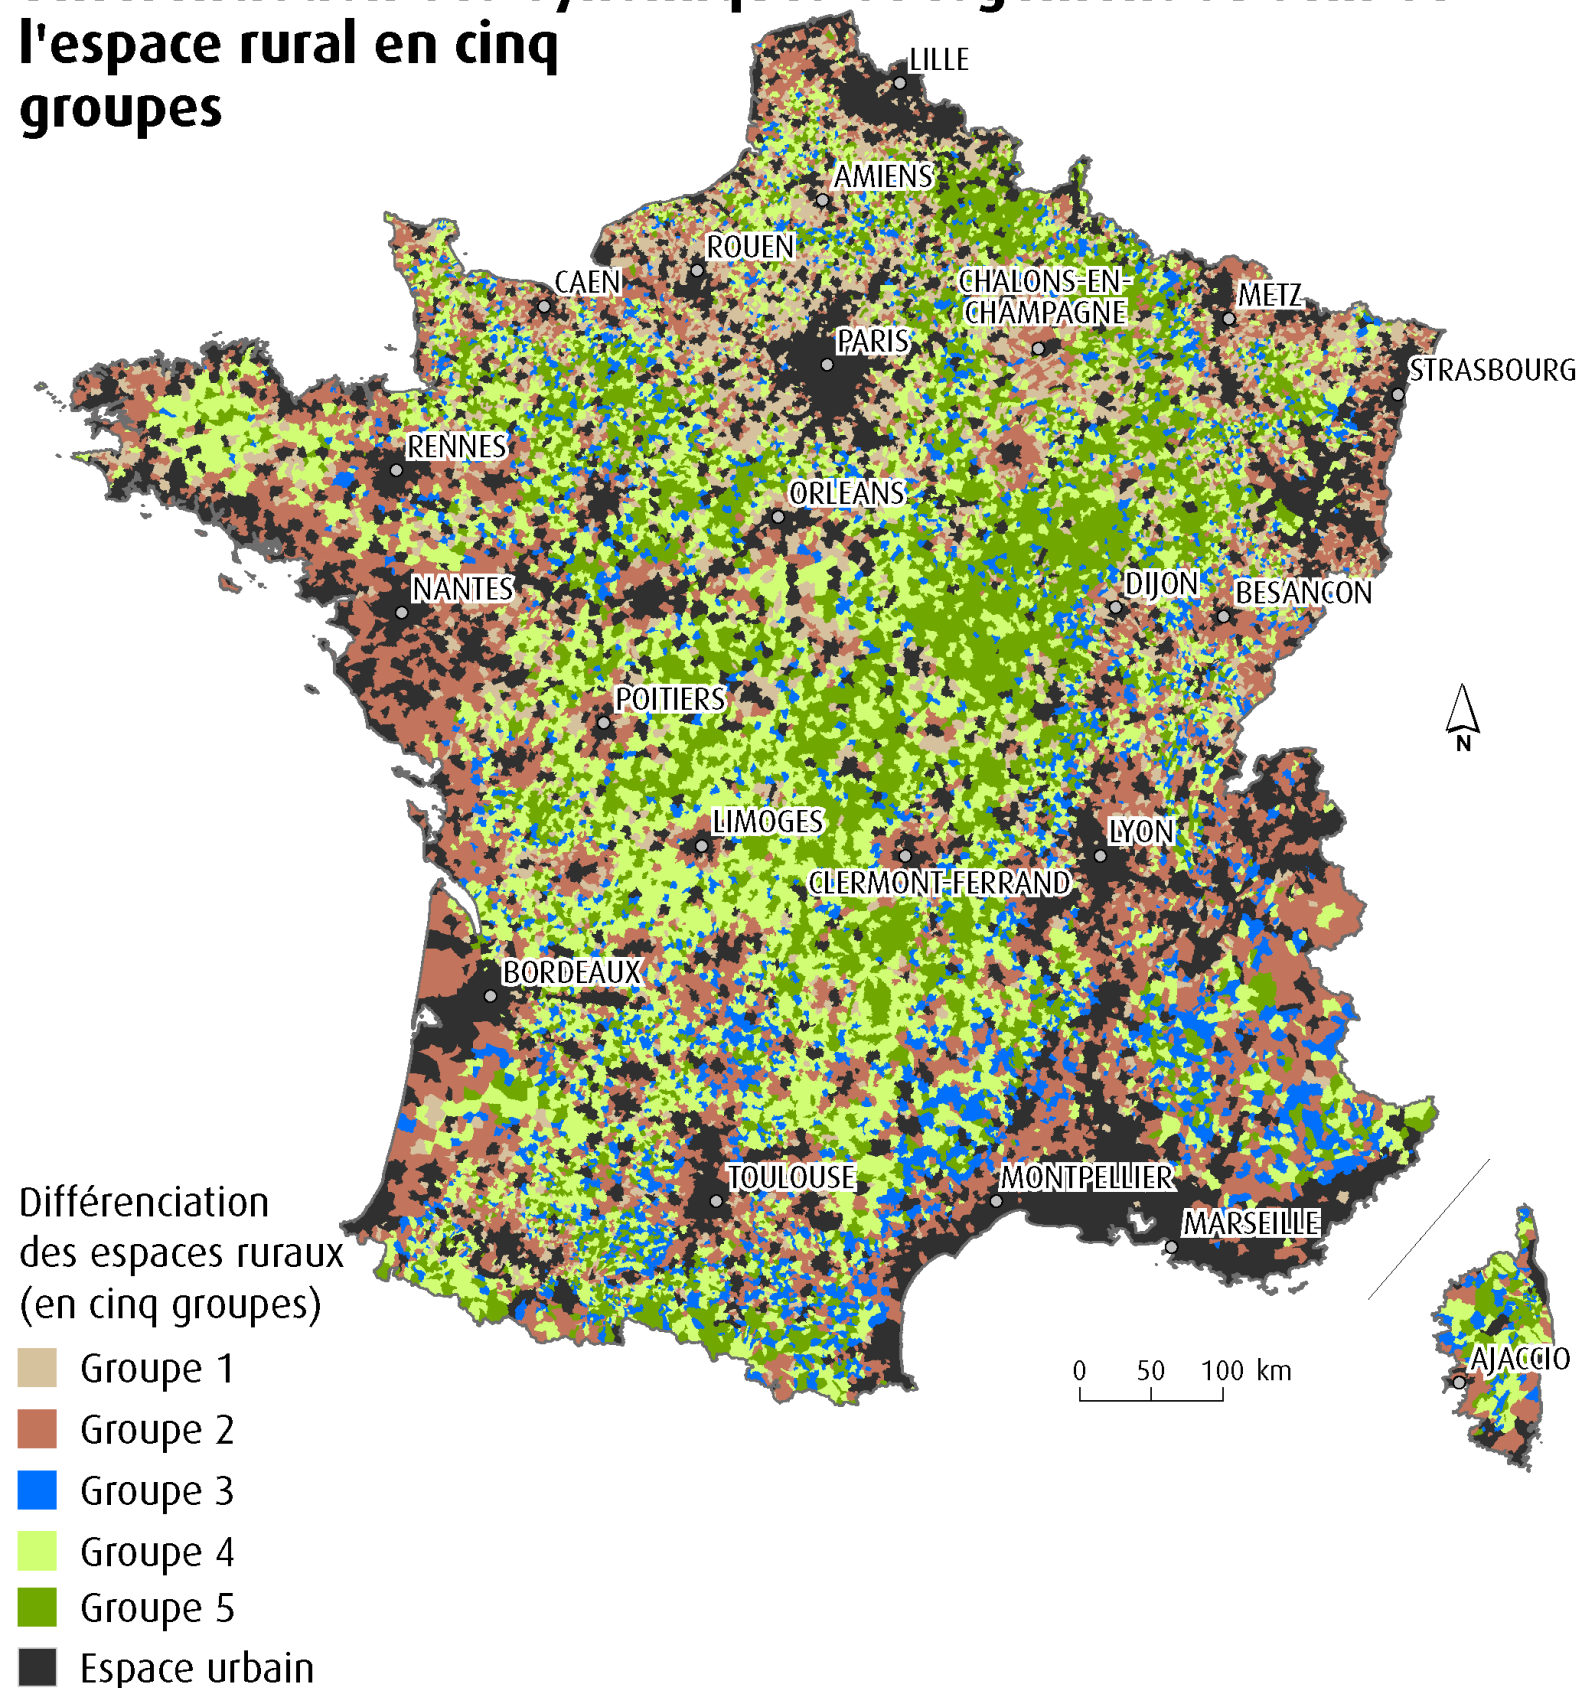 l'espace rural en cinq
groupes
LILLE
AMIENS
ROUEN
CAEN
CHALONS-EN-
CHAMPAGNE
METZ
PARIS
STRASBOURG
RENNES
ORLEANS
NANTES
DIJON
BESANCON
POITIERS
N
LIMOGES
LYON
CLERMONT-FERRAND
BORDEAUX
TOULOUSE
MONTPELLIER
MARSEILLE
AJACCIO
0 50 100 km
Différenciation
des espaces ruraux
(en cinq groupes)
Groupe 1
Groupe 2
Groupe 3
Groupe 4
Groupe 5
Espace urbain